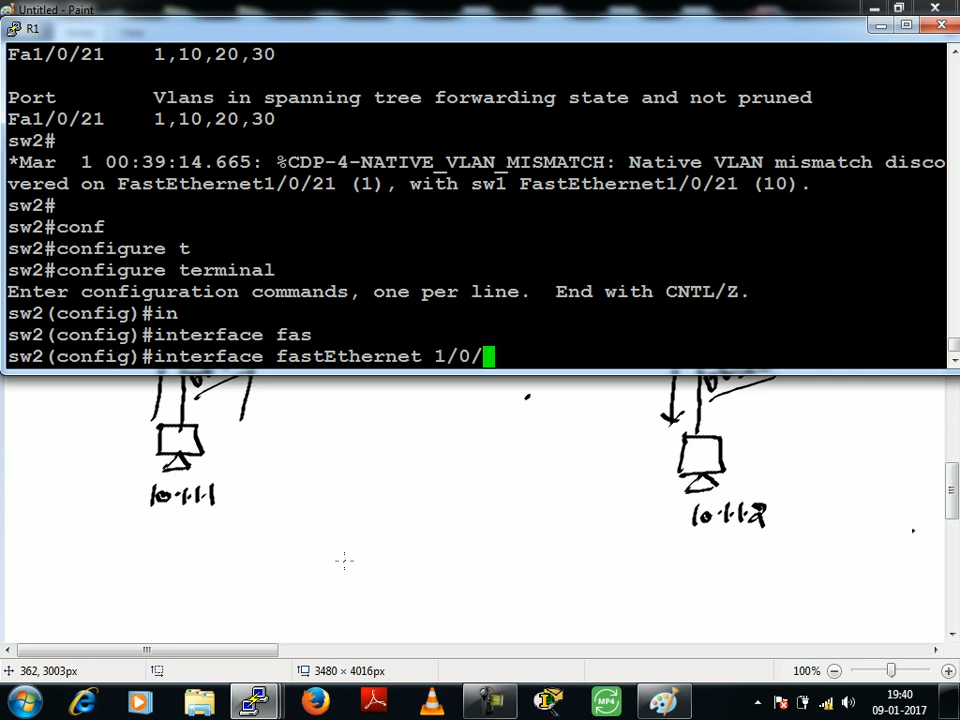 Untitled - Paint
R1
Fa1/0/21    1,10,20,30
Port        Vlans in spanning tree forwarding state and not pruned
Fa1/0/21    1,10,20,30
sw2#
*Mar  1 00:39:14.665: %CDP-4-NATIVE_VLAN_MISMATCH: Native VLAN mismatch disco
vered on FastEthernet1/0/21 (1), with sw1 FastEthernet1/0/21 (10).
sw2#
sw2#conf
sw2#configure t
sw2#configure terminal
Enter configuration commands, one per line.  End with CNTL/Z.
sw2(config)#in
sw2(config)#interface fas
sw2(config)#interface fastEthernet 1/0/
10.1.1.1
10.1.1.2
362, 3003px
3480 × 4016px
100%
MP4
19:40
09-01-2017